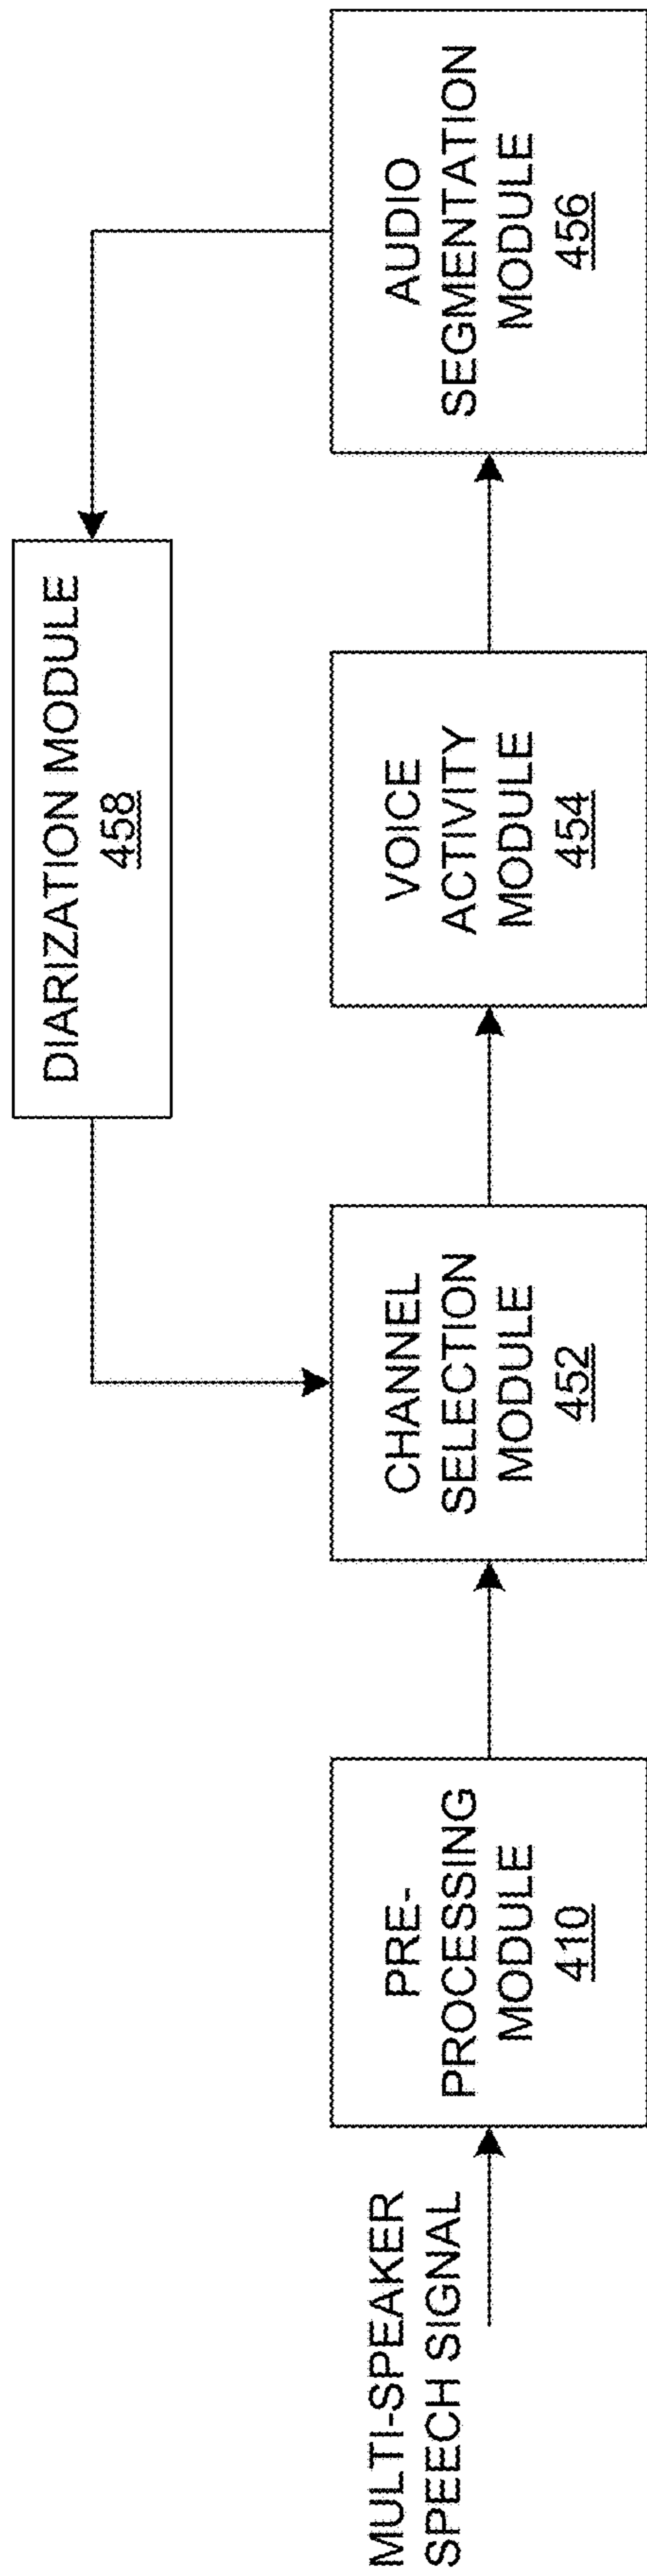 DIARIZATION MODULE
458
MULTI-SPEAKER
SPEECH SIGNAL
PRE-
PROCESSING
MODULE
410
CHANNEL
SELECTION
MODULE
452
VOICE
ACTIVITY
MODULE
454
AUDIO
SEGMENTATION
MODULE
456